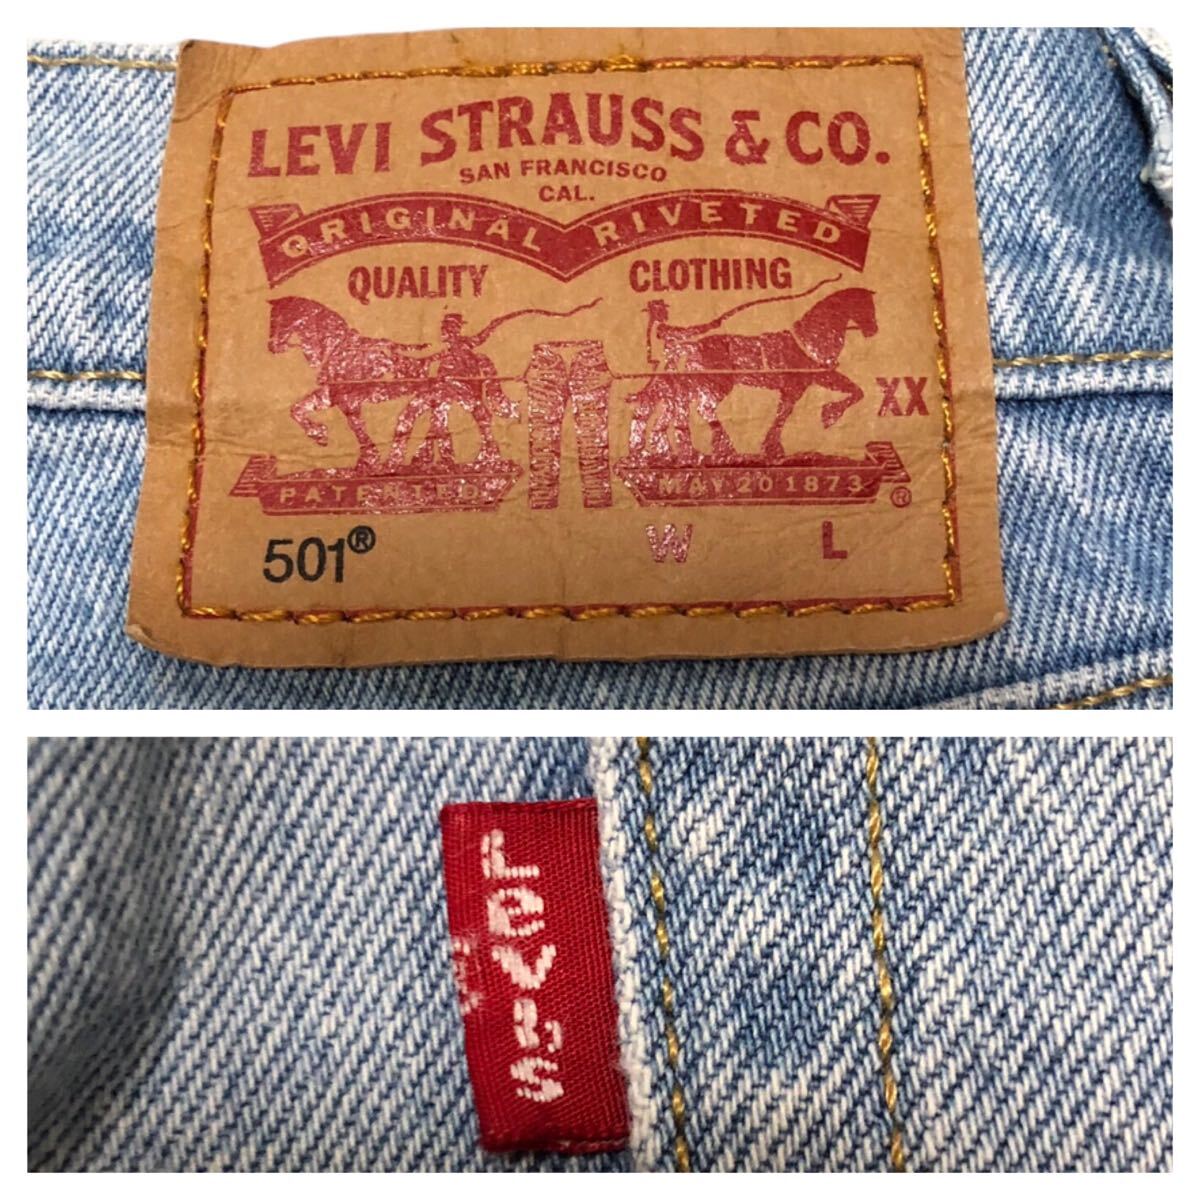 LEVI STRAUSS & CO.
SAN FRANCISCO
CAL.
ORIGINAL RIVETED
QUALITY CLOTHING
XX
PATENTED MAY 20 1873 ®
501® W L
LEVI'S